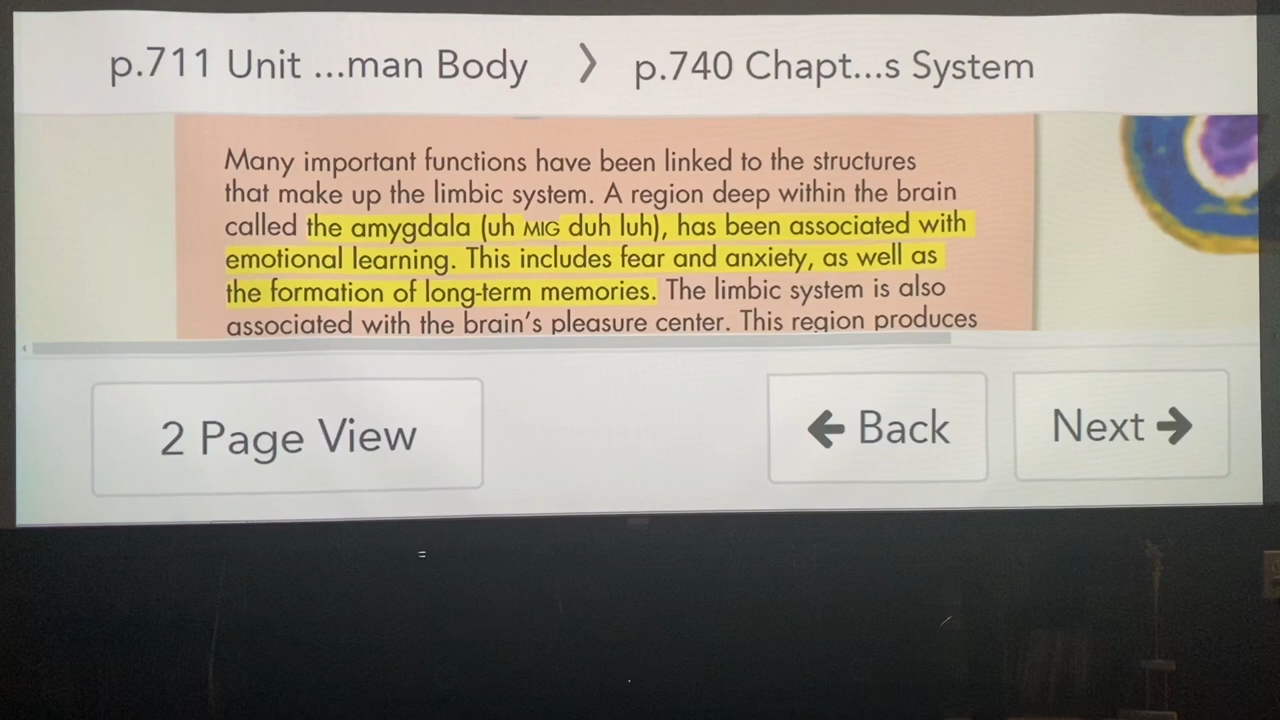 p.711 Unit ...man Body ❯ p.740 Chapt...s System
Many important functions have been linked to the structures
that make up the limbic system. A region deep within the brain
called the amygdala (uh MIG duh luh), has been associated with
emotional learning. This includes fear and anxiety, as well as
the formation of long-term memories. The limbic system is also
associated with the brain's pleasure center. This region produces
2 Page View
← Back
Next →